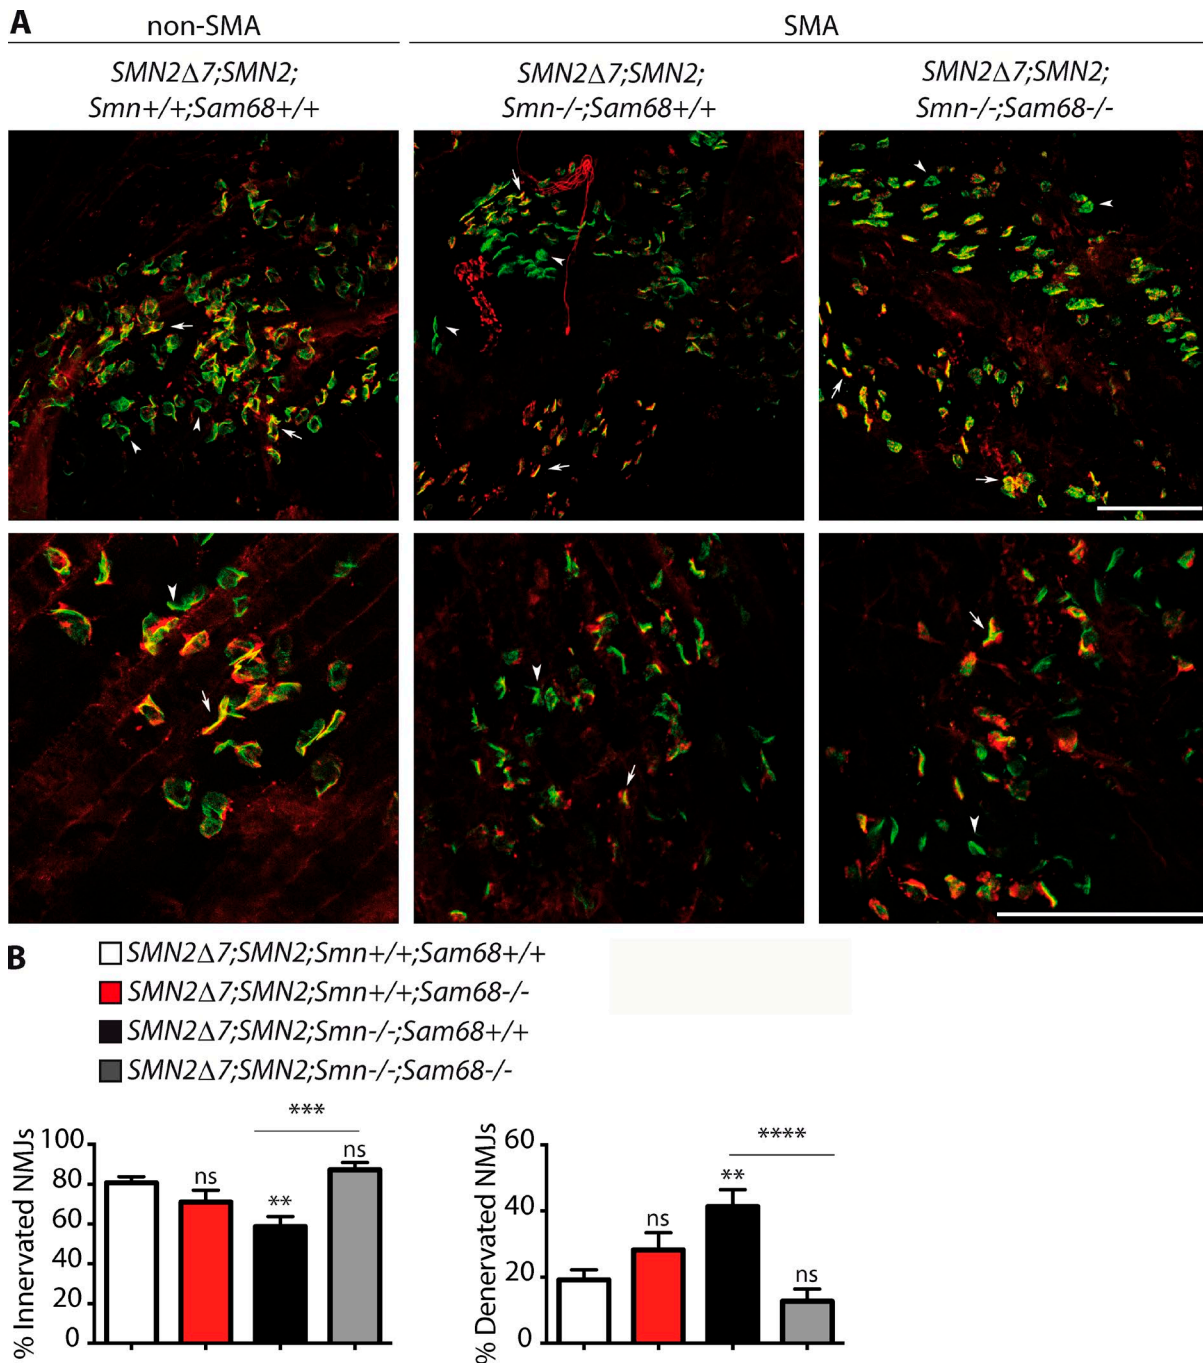 A
non-SMA
SMA
SMN2Δ7;SMN2;
Smn+/+;Sam68+/+
SMN2Δ7;SMN2;
Smn-/-;Sam68+/+
SMN2Δ7;SMN2;
Smn-/-;Sam68-/-
B
SMN2Δ7;SMN2;Smn+/+;Sam68+/+
SMN2Δ7;SMN2;Smn+/+;Sam68-/-
SMN2Δ7;SMN2;Smn-/-;Sam68+/+
SMN2Δ7;SMN2;Smn-/-;Sam68-/-
% Innervated NMJs
100
80
60
40
20
0
ns
**
***
ns
% Denervated NMJs
60
40
20
0
ns
**
****
ns